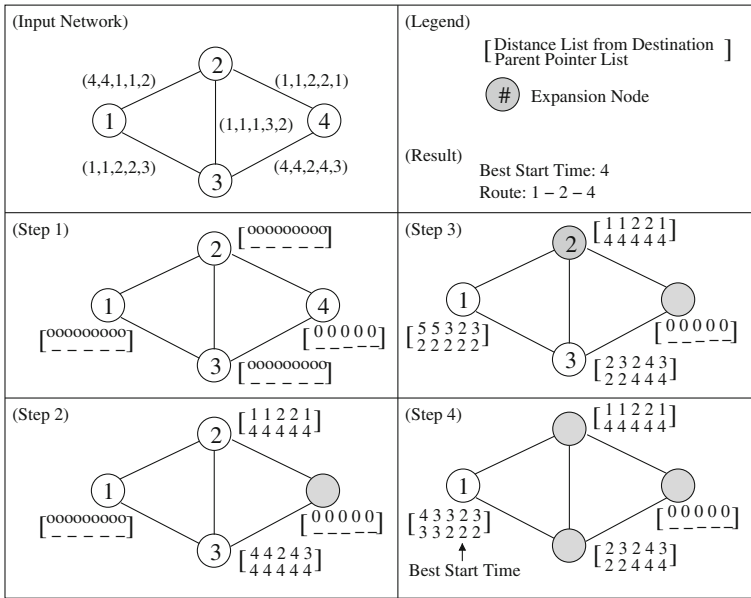 (Input Network)
(4,4,1,1,2)
2
(1,1,2,2,1)
1
(1,1,1,3,2)
4
(1,1,2,2,3)
3
(4,4,2,4,3)
(Legend)
[ Distance List from Destination
Parent Pointer List ]
# Expansion Node
(Result)
Best Start Time: 4
Route: 1 – 2 – 4
(Step 1)
2
[ oooooooooo
_ _ _ _ _ ]
1
[ oooooooooo
_ _ _ _ _ ]
4
[ 0 0 0 0 0
_ _ _ _ _ ]
3
[ oooooooooo
_ _ _ _ _ ]
(Step 3)
2
[ 1 1 2 2 1
4 4 4 4 4 ]
1
[ 5 5 3 2 3
2 2 2 2 2 ]
[ 0 0 0 0 0
_ _ _ _ _ ]
3
[ 2 3 2 4 3
2 2 4 4 4 ]
(Step 2)
2
[ 1 1 2 2 1
4 4 4 4 4 ]
1
[ oooooooooo
_ _ _ _ _ ]
[ 0 0 0 0 0
_ _ _ _ _ ]
3
[ 4 4 2 4 3
4 4 4 4 4 ]
(Step 4)
[ 1 1 2 2 1
4 4 4 4 4 ]
1
[ 4 3 3 2 3
3 3 2 2 2 ]
[ 0 0 0 0 0
_ _ _ _ _ ]
[ 2 3 2 4 3
2 2 4 4 4 ]
Best Start Time